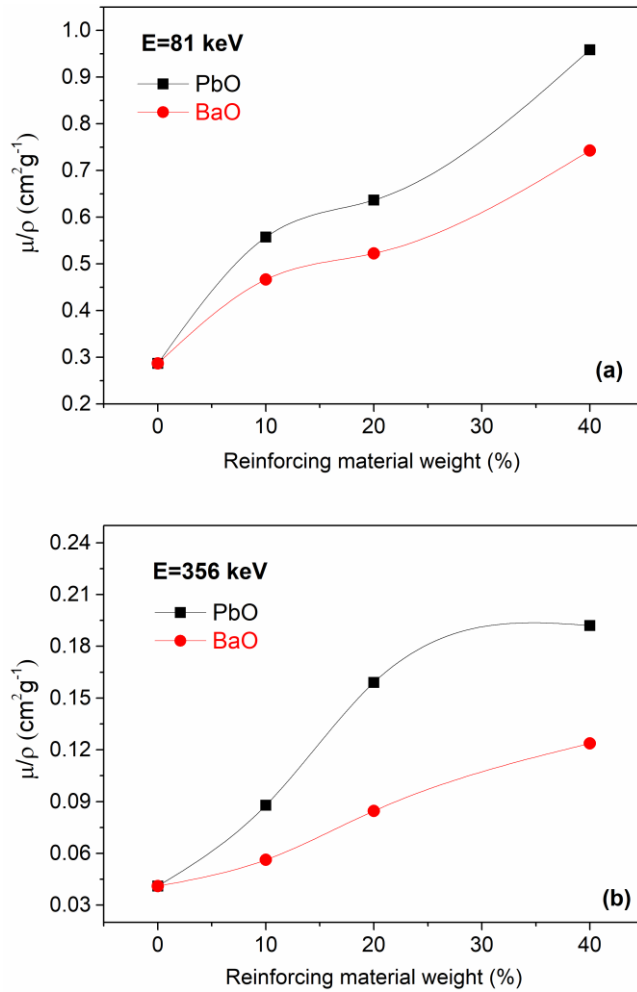 1.0
0.9
0.8
0.7
0.6
0.5
0.4
0.3
0.2
μ/ρ (cm²g⁻¹)
E=81 keV
PbO
BaO
(a)
0 10 20 30 40
Reinforcing material weight (%)
0.24
0.21
0.18
0.15
0.12
0.09
0.06
0.03
μ/ρ (cm²g⁻¹)
E=356 keV
PbO
BaO
(b)
0 10 20 30 40
Reinforcing material weight (%)